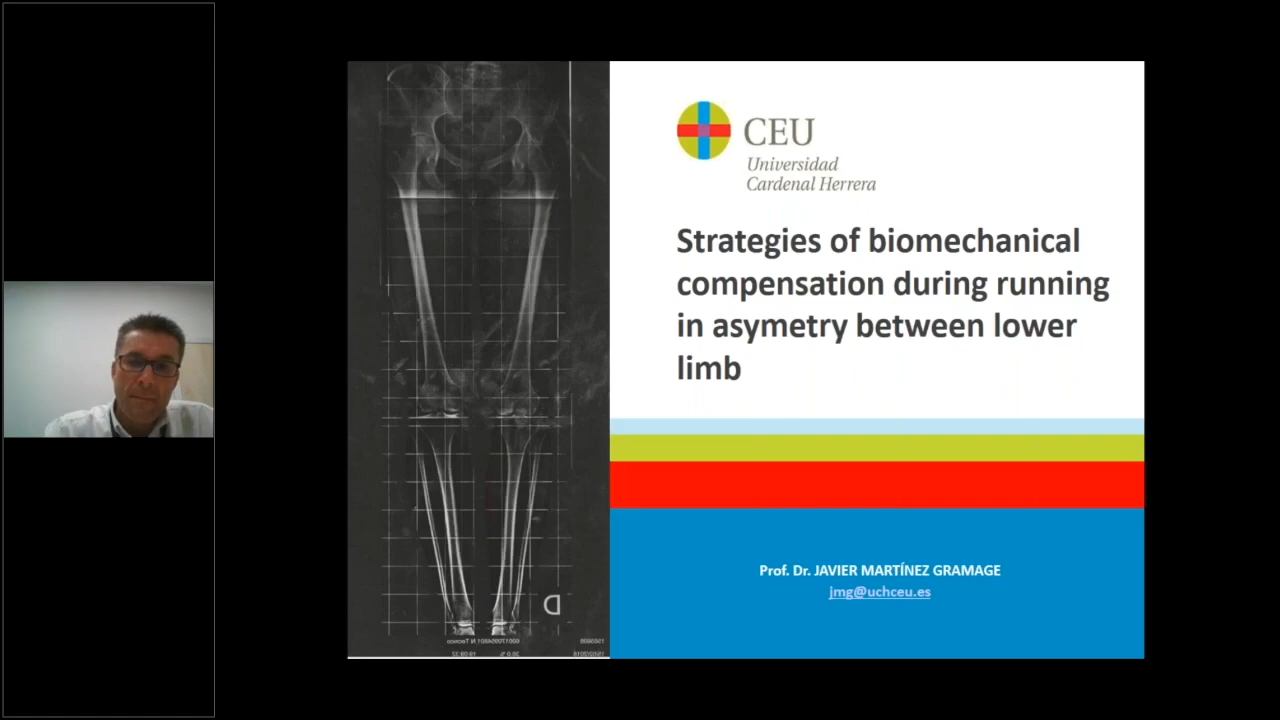 CEU
Universidad
Cardenal Herrera
Strategies of biomechanical
compensation during running
in asymetry between lower
limb
Prof. Dr. JAVIER MARTÍNEZ GRAMAGE
jmg@uchceu.es
D